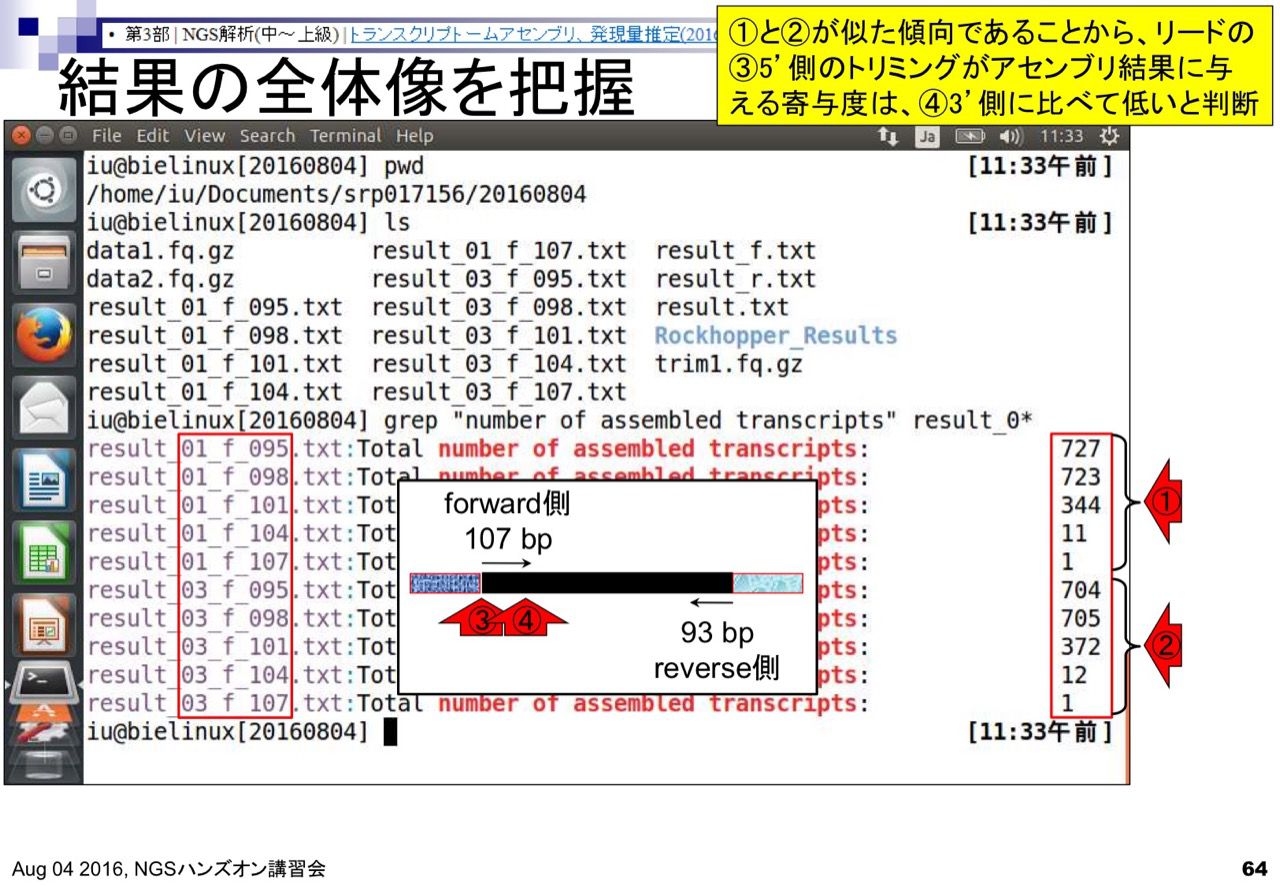 • 第3部 | NGS解析(中～上級) | トランスクリプトームアセンブリ、発現量推定(201
結果の全体像を把握
①と②が似た傾向であることから、リードの
③5’側のトリミングがアセンブリ結果に与
える寄与度は、④3’側に比べて低いと判断
File Edit View Search Terminal Help Ja 11:33
iu@bielinux[20160804] pwd [11:33午前]
/home/iu/Documents/srp017156/20160804
iu@bielinux[20160804] ls [11:33午前]
data1.fq.gz result_01_f_107.txt result_f.txt
data2.fq.gz result_03_f_095.txt result_r.txt
result_01_f_095.txt result_03_f_098.txt result.txt
result_01_f_098.txt result_03_f_101.txt Rockhopper_Results
result_01_f_101.txt result_03_f_104.txt trim1.fq.gz
result_01_f_104.txt result_03_f_107.txt
iu@bielinux[20160804] grep "number of assembled transcripts" result_0*
result_01_f_095.txt:Total number of assembled transcripts: 727
result_01_f_098.txt:Total number of assembled transcripts: 723
result_01_f_101.txt:Tot pts: 344
result_01_f_104.txt:Tot pts: 11
result_01_f_107.txt:Tot pts: 1
result_03_f_095.txt:Tot pts: 704
result_03_f_098.txt:Tot pts: 705
result_03_f_101.txt:Tot pts: 372
result_03_f_104.txt:Tot pts: 12
result_03_f_107.txt:Total number of assembled transcripts: 1
iu@bielinux[20160804] [11:33午前]
forward側
107 bp
③ ④
93 bp
reverse側
①
②
Aug 04 2016, NGSハンズオン講習会
64